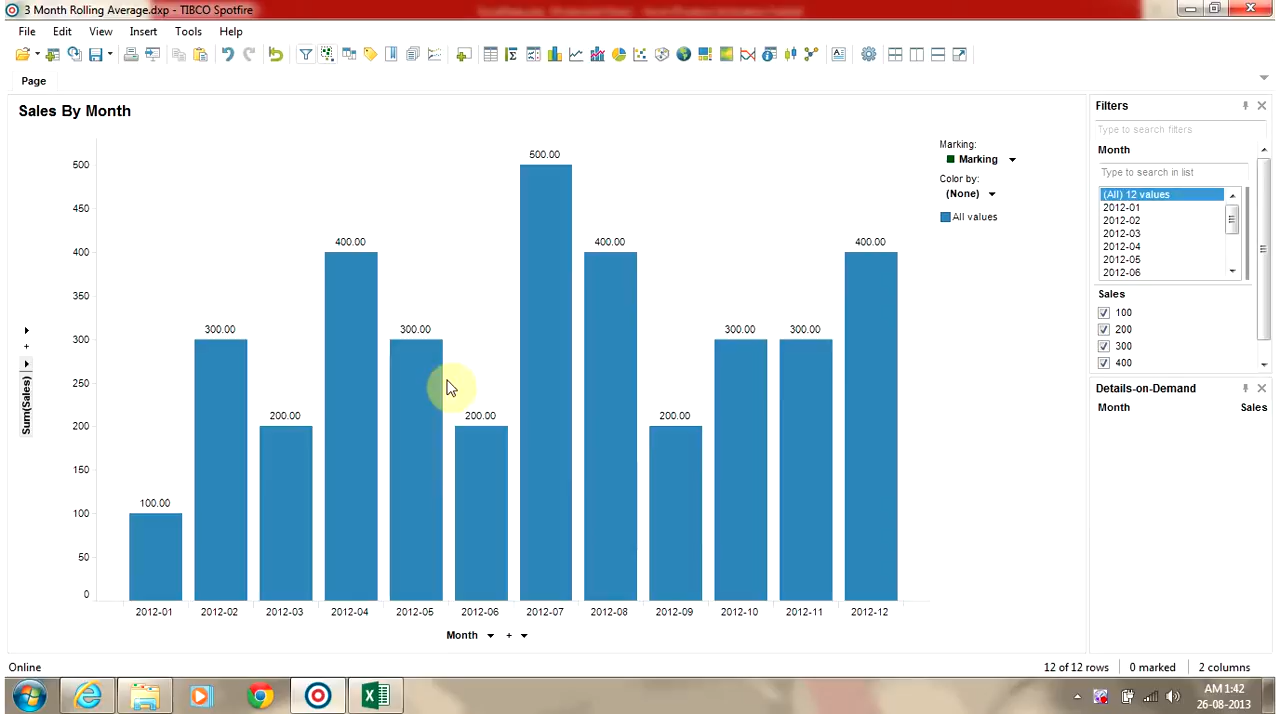 3 Month Rolling Average.dxp - TIBCO Spotfire
File Edit View Insert Tools Help
Page
Sales By Month
500
450
400
350
300
250
200
150
100
50
0
Sum(Sales)
100.00
300.00
200.00
400.00
300.00
200.00
500.00
400.00
200.00
300.00
300.00
400.00
2012-01 2012-02 2012-03 2012-04 2012-05 2012-06 2012-07 2012-08 2012-09 2012-10 2012-11 2012-12
Month +
Marking:
Marking
Color by:
(None)
All values
Filters
Type to search filters
Month
Type to search in list
(All) 12 values
2012-01
2012-02
2012-03
2012-04
2012-05
2012-06
Sales
100
200
300
400
Details-on-Demand
Month Sales
Online 12 of 12 rows 0 marked 2 columns
AM 1:42
26-08-2013